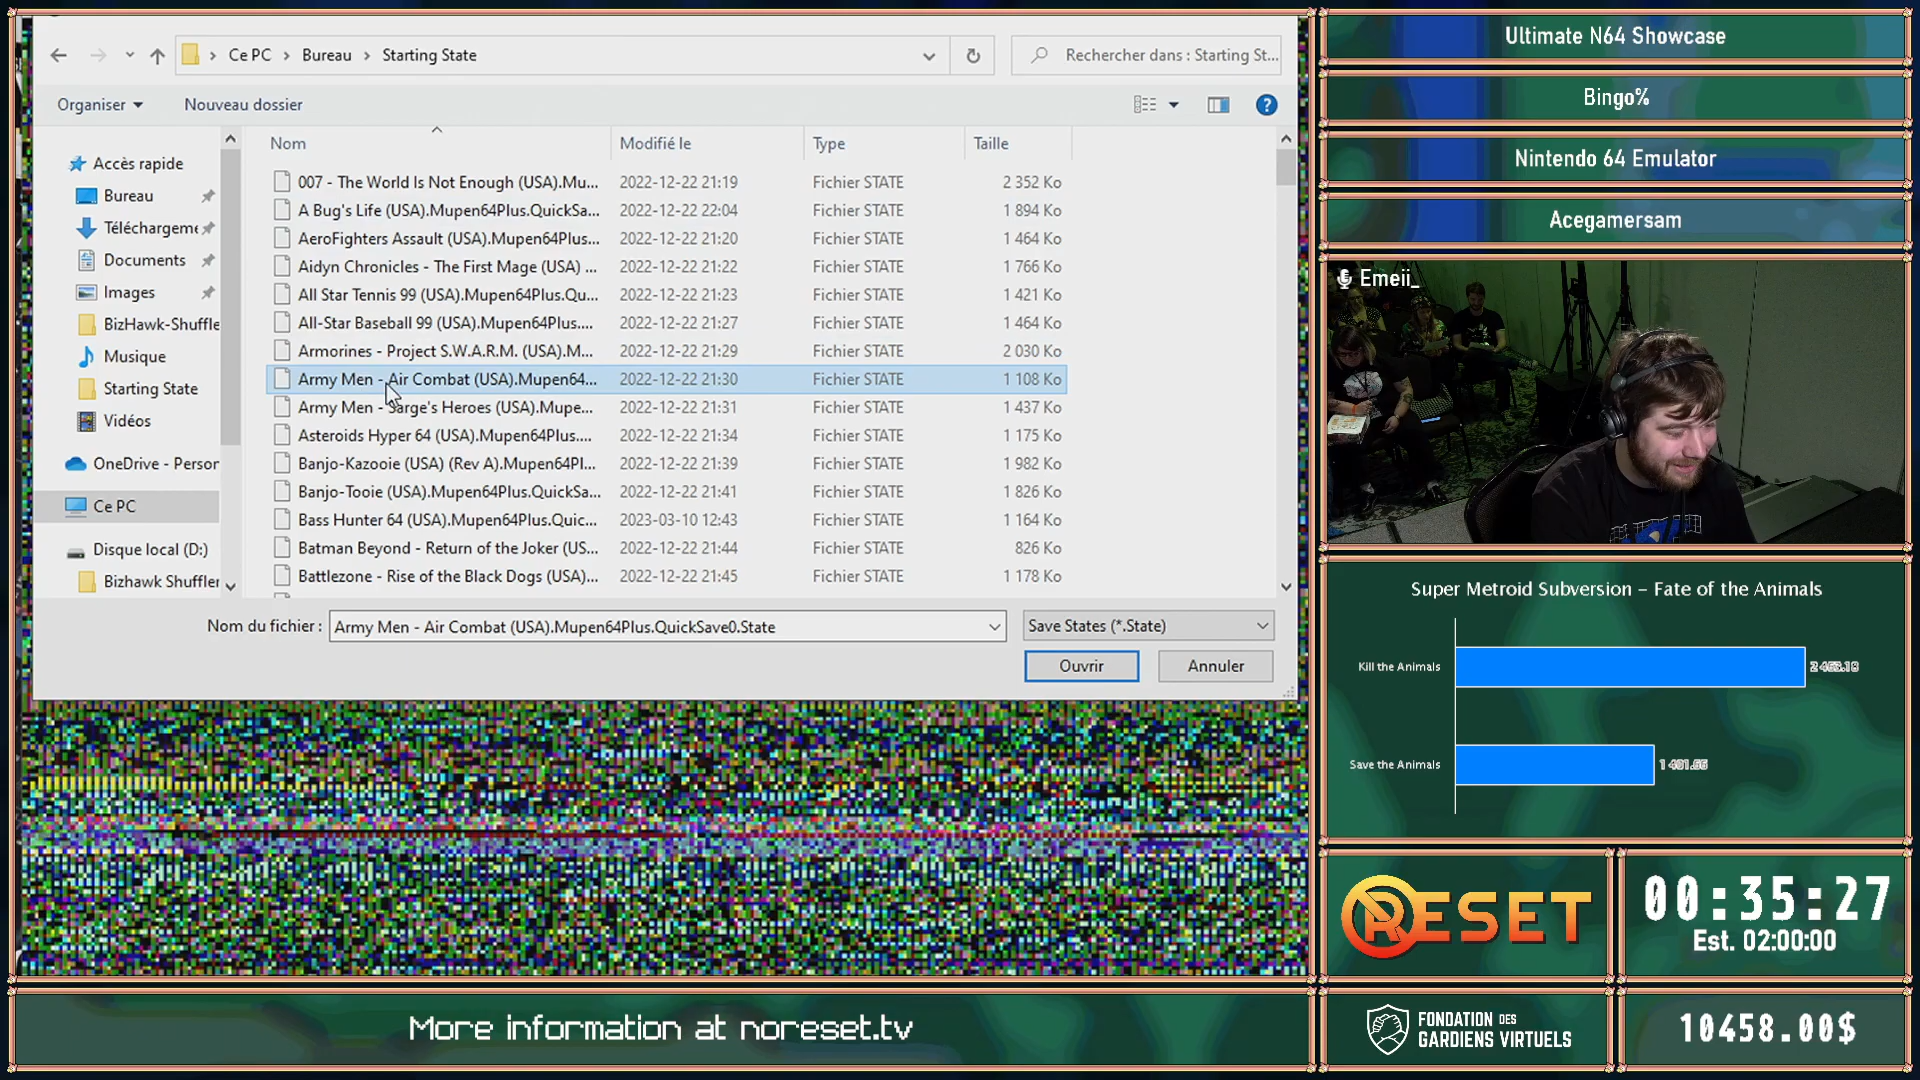 Ce PC > Bureau > Starting State
Rechercher dans : Starting St...
Organiser
Nouveau dossier
Nom Modifié le Type Taille
Accès rapide
Bureau
Téléchargeme
Documents
Images
BizHawk-Shuffle
Musique
Starting State
Vidéos
OneDrive - Persor
Ce PC
Disque local (D:)
Bizhawk Shuffler
007 - The World Is Not Enough (USA).Mu... 2022-12-22 21:19 Fichier STATE 2 352 Ko
A Bug's Life (USA).Mupen64Plus.QuickSa... 2022-12-22 22:04 Fichier STATE 1 894 Ko
AeroFighters Assault (USA).Mupen64Plus... 2022-12-22 21:20 Fichier STATE 1 464 Ko
Aidyn Chronicles - The First Mage (USA) ... 2022-12-22 21:22 Fichier STATE 1 766 Ko
All Star Tennis 99 (USA).Mupen64Plus.Qu... 2022-12-22 21:23 Fichier STATE 1 421 Ko
All-Star Baseball 99 (USA).Mupen64Plus.... 2022-12-22 21:27 Fichier STATE 1 464 Ko
Armorines - Project S.W.A.R.M. (USA).M... 2022-12-22 21:29 Fichier STATE 2 030 Ko
Army Men - Air Combat (USA).Mupen64... 2022-12-22 21:30 Fichier STATE 1 108 Ko
Army Men - Sarge's Heroes (USA).Mupe... 2022-12-22 21:31 Fichier STATE 1 437 Ko
Asteroids Hyper 64 (USA).Mupen64Plus.... 2022-12-22 21:34 Fichier STATE 1 175 Ko
Banjo-Kazooie (USA) (Rev A).Mupen64Pl... 2022-12-22 21:39 Fichier STATE 1 982 Ko
Banjo-Tooie (USA).Mupen64Plus.QuickSa... 2022-12-22 21:41 Fichier STATE 1 826 Ko
Bass Hunter 64 (USA).Mupen64Plus.Quic... 2023-03-10 12:43 Fichier STATE 1 164 Ko
Batman Beyond - Return of the Joker (US... 2022-12-22 21:44 Fichier STATE 826 Ko
Battlezone - Rise of the Black Dogs (USA)... 2022-12-22 21:45 Fichier STATE 1 178 Ko
Nom du fichier : Army Men - Air Combat (USA).Mupen64Plus.QuickSave0.State
Save States (*.State)
Ouvrir Annuler
Ultimate N64 Showcase
Bingo%
Nintendo 64 Emulator
Acegamersam
Emeii_
Super Metroid Subversion - Fate of the Animals
Kill the Animals
Save the Animals
RESET
00:35:27
Est. 02:00:00
More information at noreset.tv
FONDATION DES
GARDIENS VIRTUELS
10458.00$